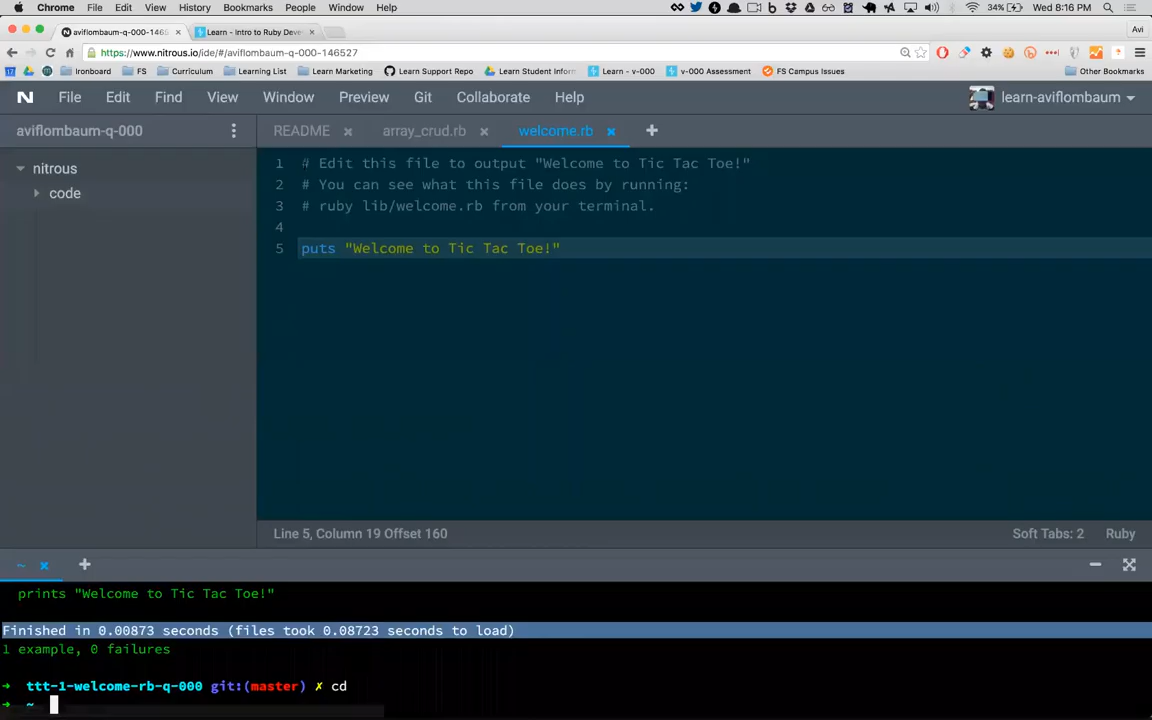 Chrome File Edit View History Bookmarks People Window Help 34% Wed 8:16 PM
aviflombaum-q-000-1465 Learn - Intro to Ruby Deve Avi
https://www.nitrous.io/ide/#/aviflombaum-q-000-146527
17 Ironboard FS Curriculum Learning List Learn Marketing Learn Support Repo Learn Student Inform Learn - v-000 v-000 Assessment FS Campus Issues Other Bookmarks
N File Edit Find View Window Preview Git Collaborate Help learn-aviflombaum
aviflombaum-q-000 README array_crud.rb welcome.rb
nitrous
code
1 # Edit this file to output "Welcome to Tic Tac Toe!"
2 # You can see what this file does by running:
3 # ruby lib/welcome.rb from your terminal.
4
5 puts "Welcome to Tic Tac Toe!"
Line 5, Column 19 Offset 160 Soft Tabs: 2 Ruby
~
prints "Welcome to Tic Tac Toe!"
Finished in 0.00873 seconds (files took 0.08723 seconds to load)
1 example, 0 failures
→ ttt-1-welcome-rb-q-000 git:(master) ✗ cd
→ ~